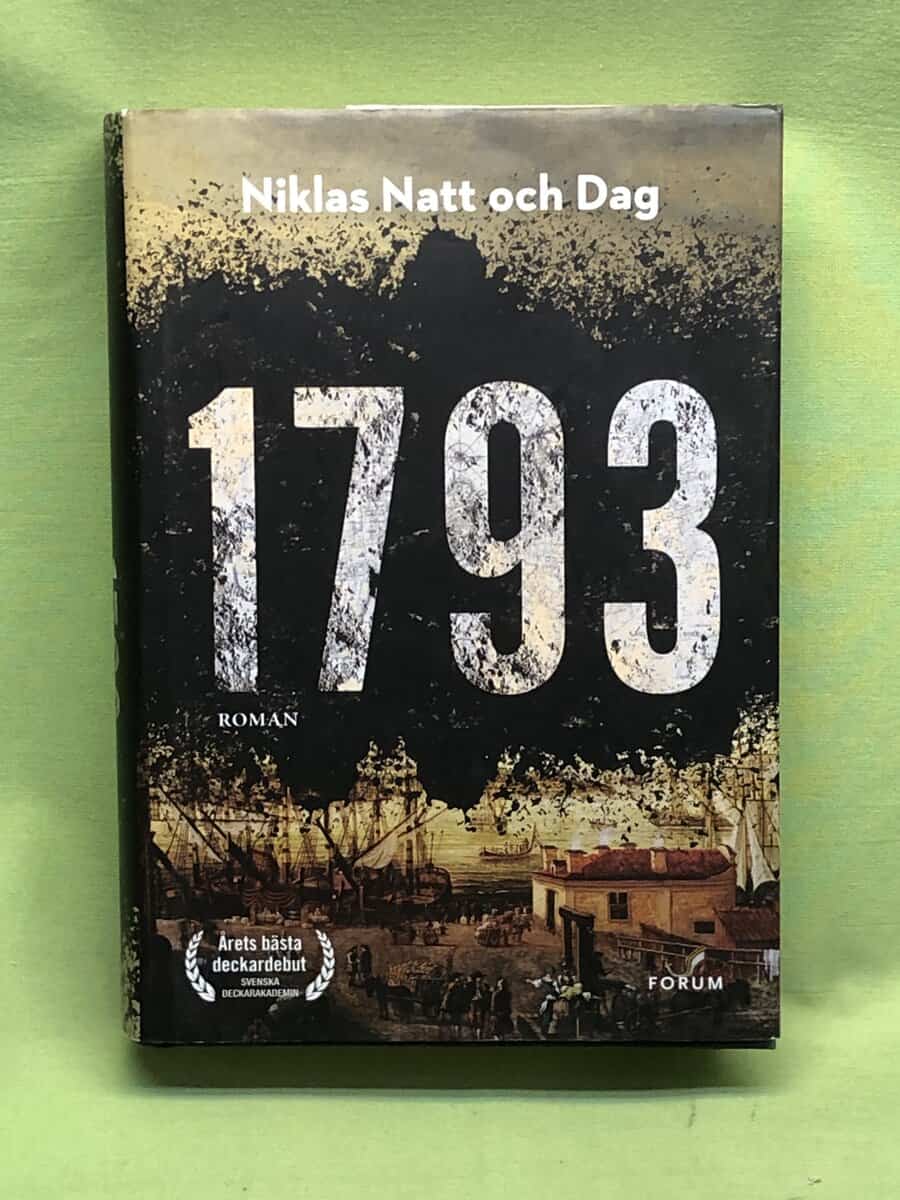 Niklas Natt och Dag
1793
ROMAN
Årets bästa
deckardebut
SVENSKA
DECKARAKADEMIN
FORUM